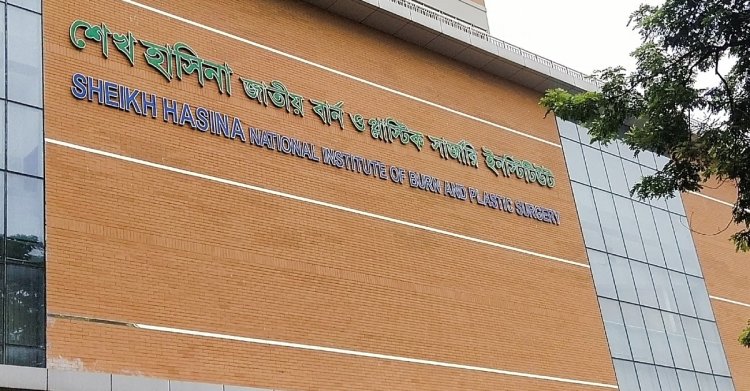 শেখ হাসিনা জাতীয় বার্ন ও প্লাস্টিক সার্জারি ইনস্টিটিউট
SHEIKH HASINA NATIONAL INSTITUTE OF BURN AND PLASTIC SURGERY